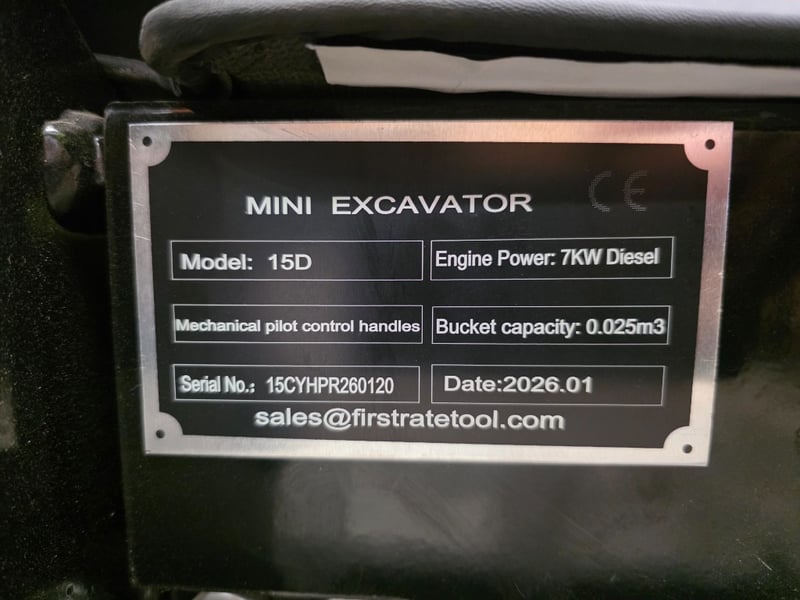 CE
MINI EXCAVATOR
Model: 15D
Engine Power: 7KW Diesel
Mechanical pilot control handles
Bucket capacity: 0.025m3
Serial No.: 15CYHPR260120
Date:2026.01
sales@firstratetool.com